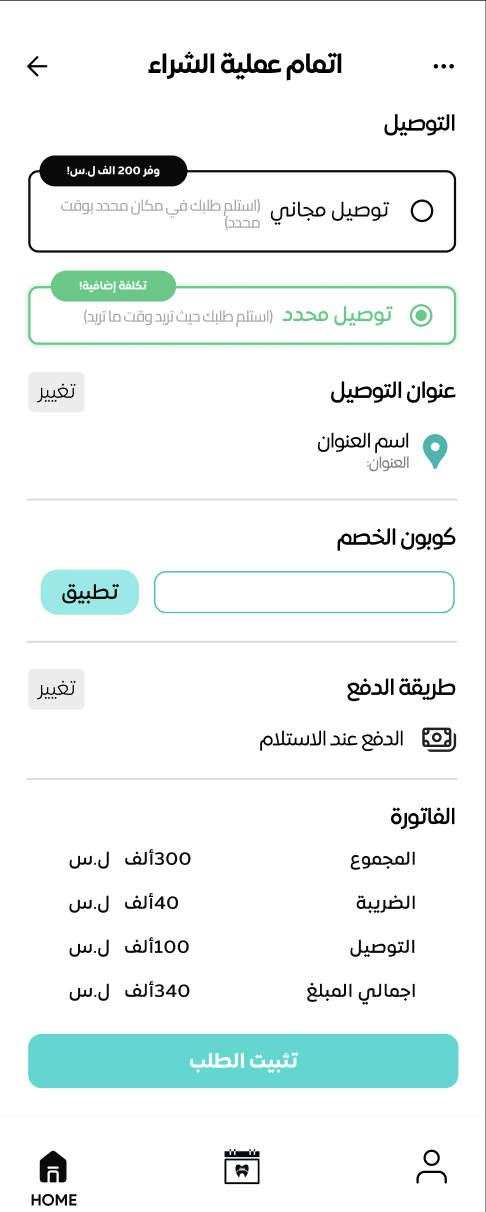 اتمام عملية الشراء
التوصيل
وفر 200 الف ل.س!
توصيل مجاني (استلم طلبك في مكان محدد بوقت
محدد)
تكلفة إضافية!
توصيل محدد (استلم طلبك حيث تريد وقت ما تريد)
عنوان التوصيل تغيير
اسم العنوان
العنوان:
كوبون الخصم
تطبيق
طريقة الدفع تغيير
الدفع عند الاستلام
الفاتورة
المجموع 300ألف ل.س
الضريبة 40ألف ل.س
التوصيل 100ألف ل.س
اجمالي المبلغ 340ألف ل.س
تثبيت الطلب
HOME